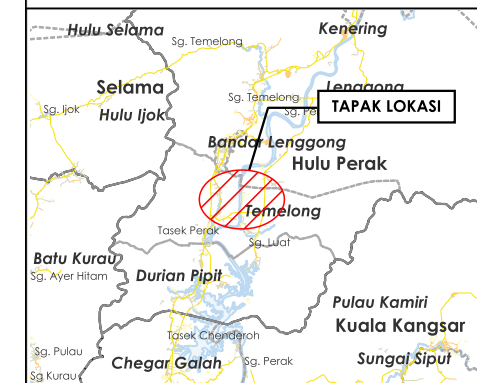 Hulu Selama
Kenering
Sg. Temelong
Selama
Lenggong
Sg. Temelong
TAPAK LOKASI
Sg. Ijok
Hulu Ijok
Sg. Pe
Bandar Lenggong
Hulu Perak
Temelong
Tasek Perak
Sg. Luat
Batu Kurau
Sg. Ayer Hitam
Durian Pipit
Pulau Kamiri
Kuala Kangsar
Tasek Chenderoh
Sg. Pulau
Chegar Galah
Sg. Perak
Sungai Siput
Sg Kurau